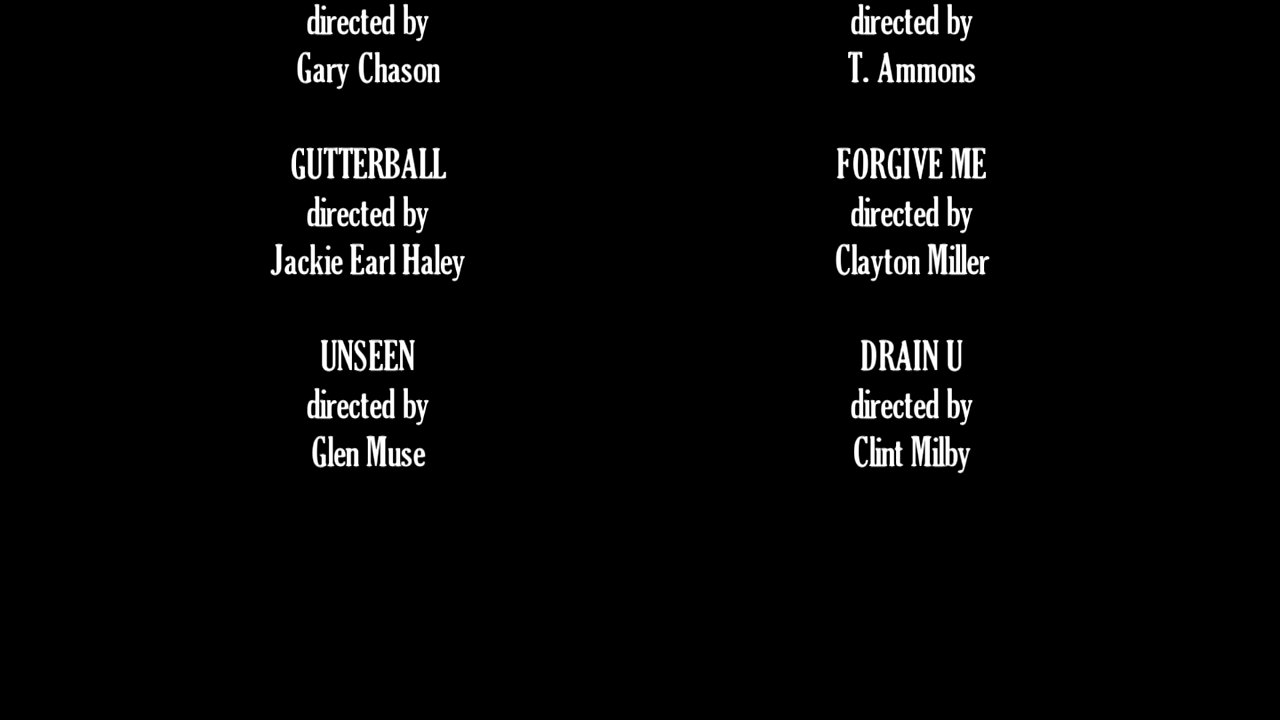 directed by
Gary Chason
GUTTERBALL
directed by
Jackie Earl Haley
UNSEEN
directed by
Glen Muse
directed by
T. Ammons
FORGIVE ME
directed by
Clayton Miller
DRAIN U
directed by
Clint Milby